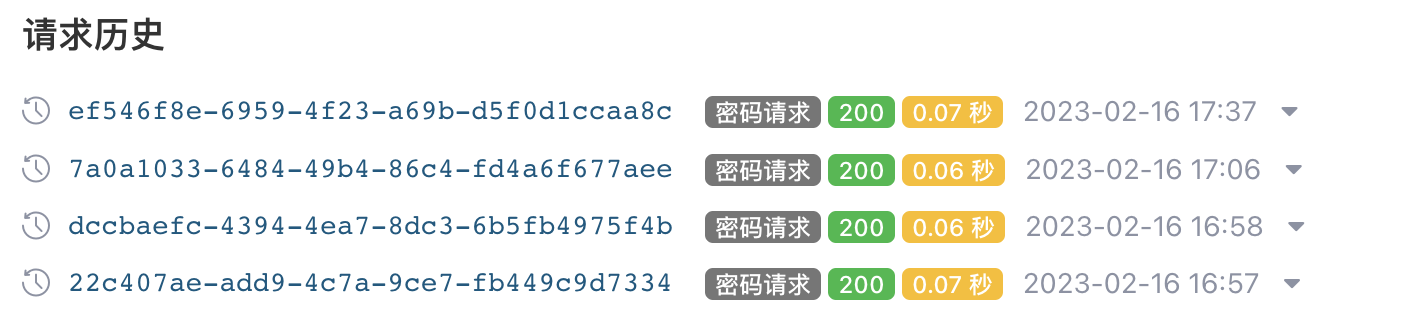 请求历史
ef546f8e-6959-4f23-a69b-d5f0d1ccaa8c 密码请求 200 0.07 秒 2023-02-16 17:37
7a0a1033-6484-49b4-86c4-fd4a6f677aee 密码请求 200 0.06 秒 2023-02-16 17:06
dccbaefc-4394-4ea7-8dc3-6b5fb4975f4b 密码请求 200 0.06 秒 2023-02-16 16:58
22c407ae-add9-4c7a-9ce7-fb449c9d7334 密码请求 200 0.07 秒 2023-02-16 16:57